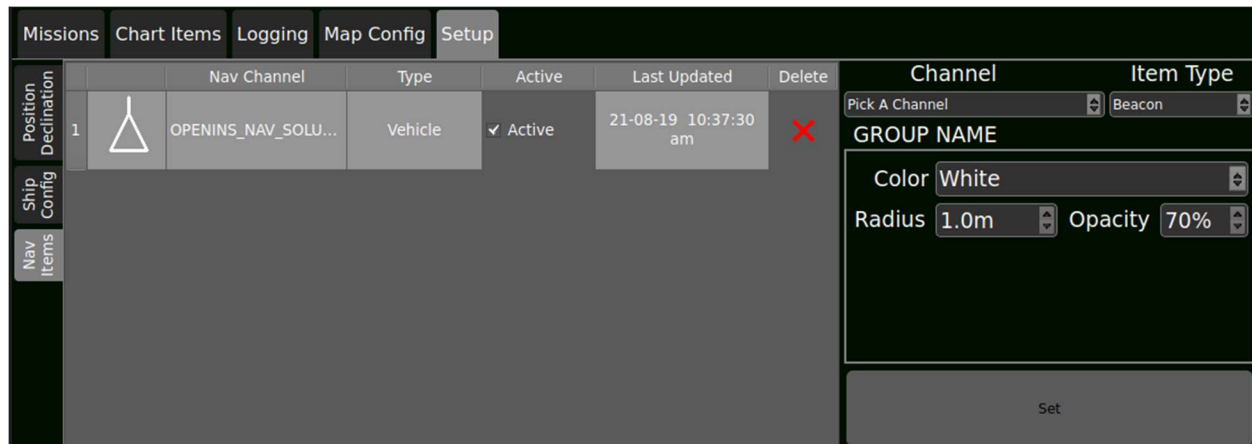 Missions Chart Items Logging Map Config Setup
Position
Declination
Ship
Config
Nav
Items
Nav Channel Type Active Last Updated Delete
1 OPENINS_NAV_SOLU... Vehicle Active 21-08-19 10:37:30
am
Channel Item Type
Pick A Channel Beacon
GROUP NAME
Color White
Radius 1.0m Opacity 70%
Set